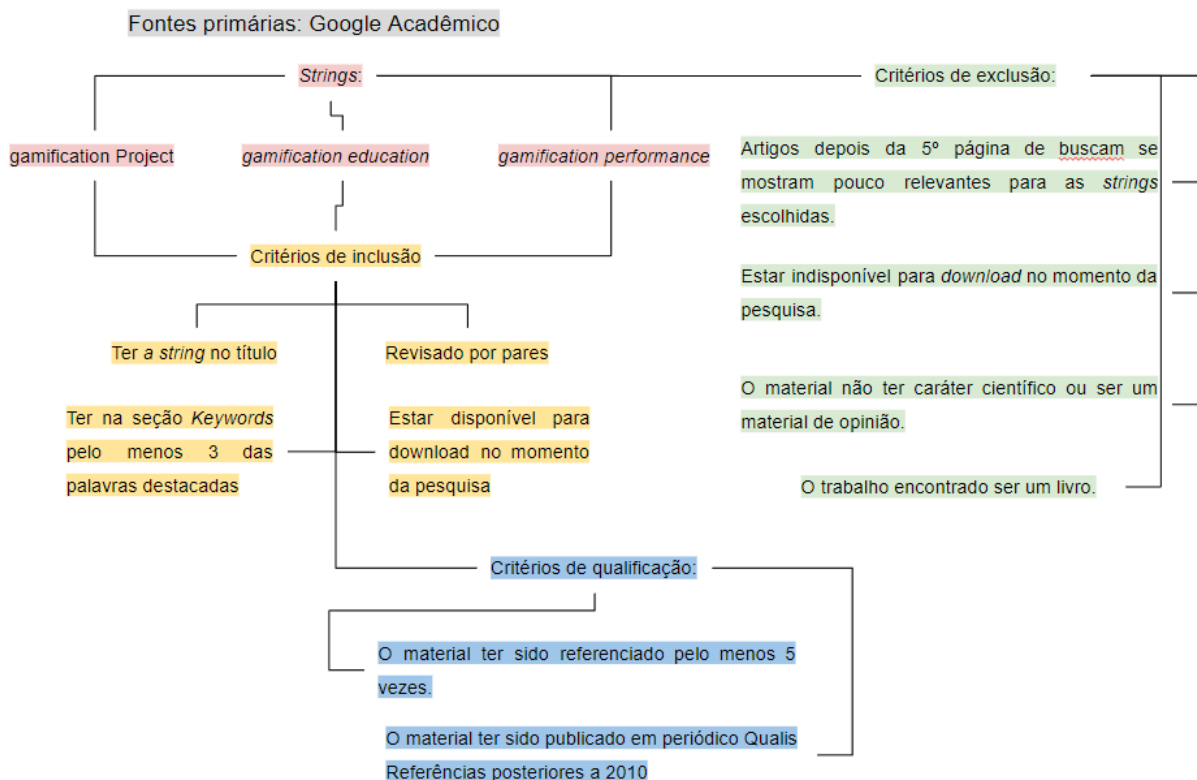 Fontes primárias: Google Acadêmico
Strings:
gamification Project
gamification education
gamification performance
Critérios de inclusão
Ter a string no título
Revisado por pares
Ter na seção Keywords
pelo menos 3 das
palavras destacadas
Estar disponível para
download no momento
da pesquisa
Critérios de qualificação:
O material ter sido referenciado pelo menos 5
vezes.
O material ter sido publicado em periódico Qualis
Referências posteriores a 2010
Critérios de exclusão:
Artigos depois da 5º página de buscam se
mostram pouco relevantes para as strings
escolhidas.
Estar indisponível para download no momento da
pesquisa.
O material não ter caráter científico ou ser um
material de opinião.
O trabalho encontrado ser um livro.